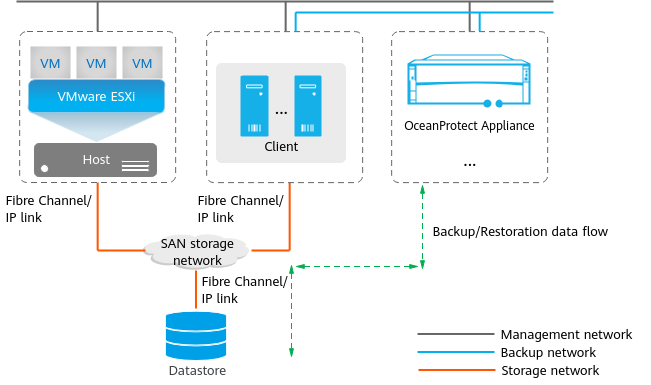 VM VM VM
VMware ESXi
Host
...
Client
OceanProtect Appliance
...
Fibre Channel/
IP link
Fibre Channel/
IP link
SAN storage
network
Backup/Restoration data flow
Fibre Channel/
IP link
Datastore
Management network
Backup network
Storage network